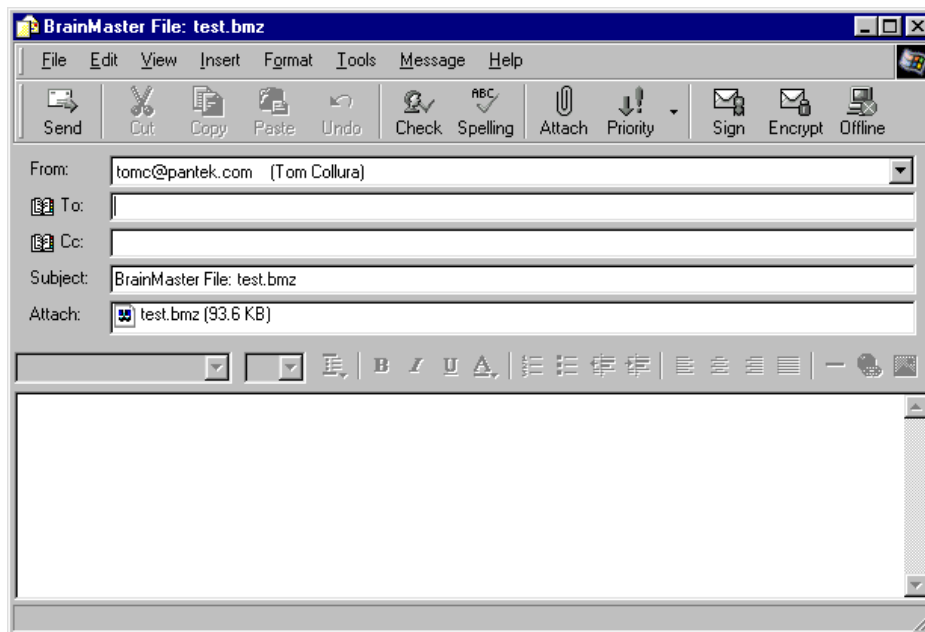 BrainMaster File: test.bmz
File Edit View Insert Format Tools Message Help
Send Cut Copy Paste Undo Check ABC Spelling Attach Priority Sign Encrypt Offline
From: tomc@pantek.com (Tom Collura)
To:
Cc:
Subject: BrainMaster File: test.bmz
Attach: test.bmz (93.6 KB)
B I U A